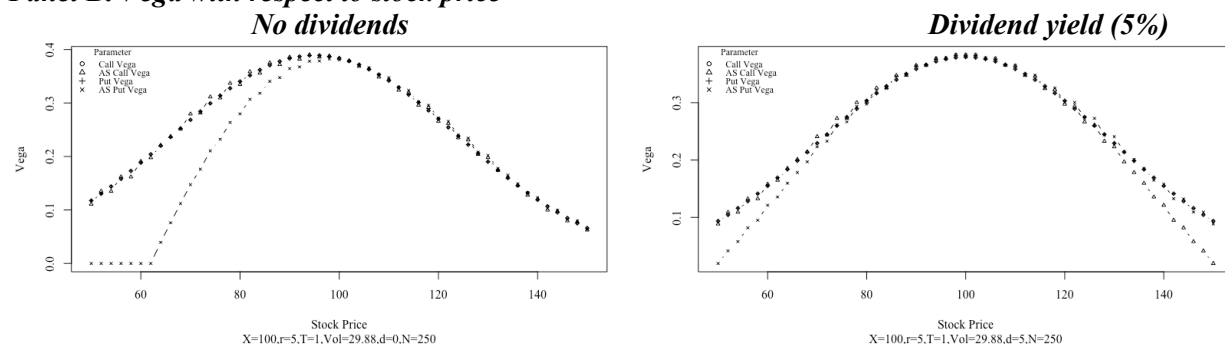 Panel B: Vega with respect to stock price
No dividends
Parameter
Call Vega
AS Call Vega
Put Vega
AS Put Vega
Vega
0.4
0.3
0.2
0.1
0.0
60 80 100 120 140
Stock Price
X=100,r=5,T=1,Vol=29.88,d=0,N=250
Dividend yield (5%)
Parameter
Call Vega
AS Call Vega
Put Vega
AS Put Vega
Vega
0.3
0.2
0.1
60 80 100 120 140
Stock Price
X=100,r=5,T=1,Vol=29.88,d=5,N=250